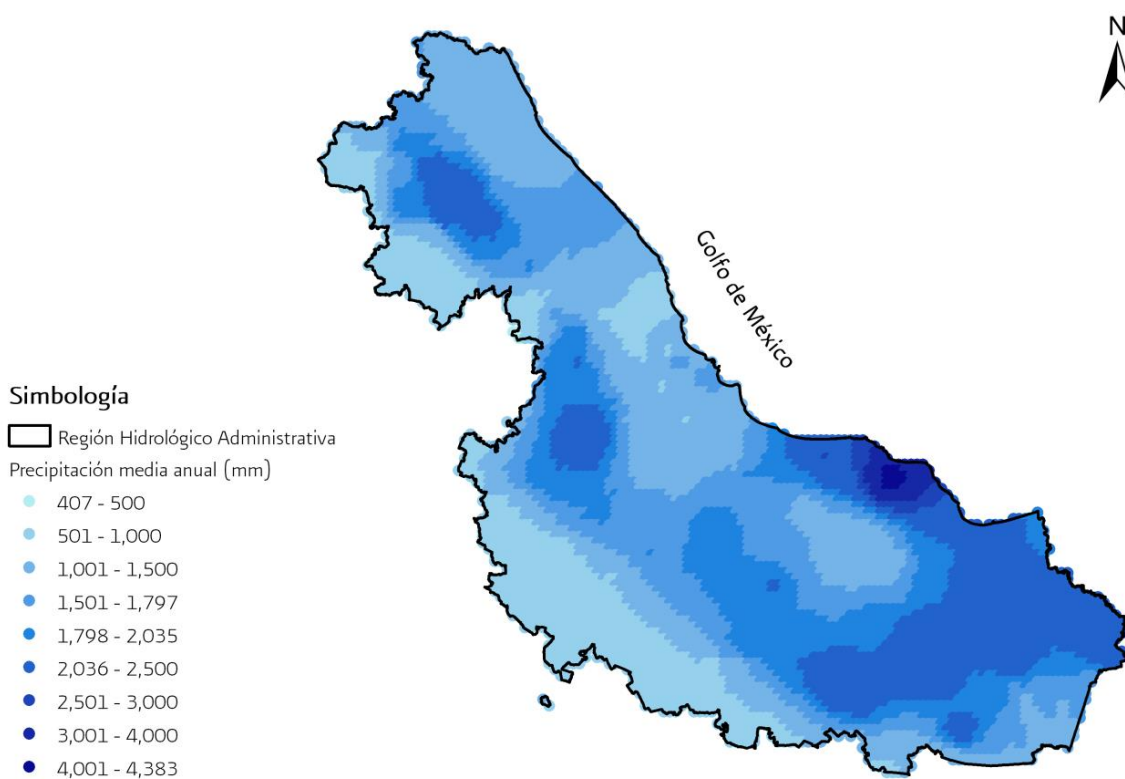 N
Golfo de México
Simbología
Región Hidrológico Administrativa
Precipitación media anual (mm)
407 - 500
501 - 1,000
1,001 - 1,500
1,501 - 1,797
1,798 - 2,035
2,036 - 2,500
2,501 - 3,000
3,001 - 4,000
4,001 - 4,383